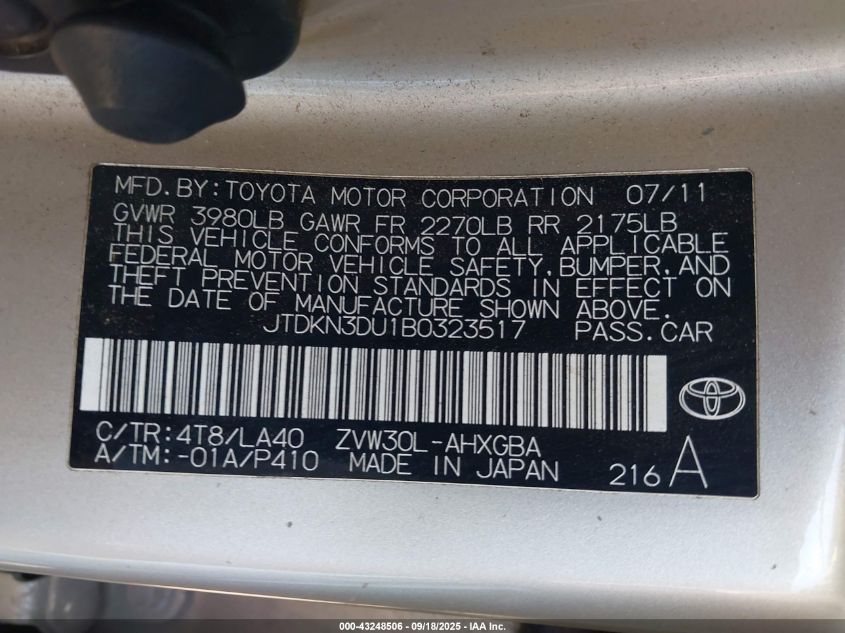 MFD.BY:TOYOTA MOTOR CORPORATION 07/11
GVWR 3980LB GAWR FR 2270LB RR 2175LB
THIS VEHICLE CONFORMS TO ALL APPLICABLE
FEDERAL MOTOR VEHICLE SAFETY,BUMPER,AND
THEFT PREVENTION STANDARDS IN EFFECT ON
THE DATE OF MANUFACTURE SHOWN ABOVE.
JTDKN3DU1B0323517 PASS.CAR
C/TR:4T8/LA40 ZVW30L-AHXGBA
A/TM:-01A/P410 MADE IN JAPAN 216 A
000-43248506 - 09/18/2025 - IAA Inc.